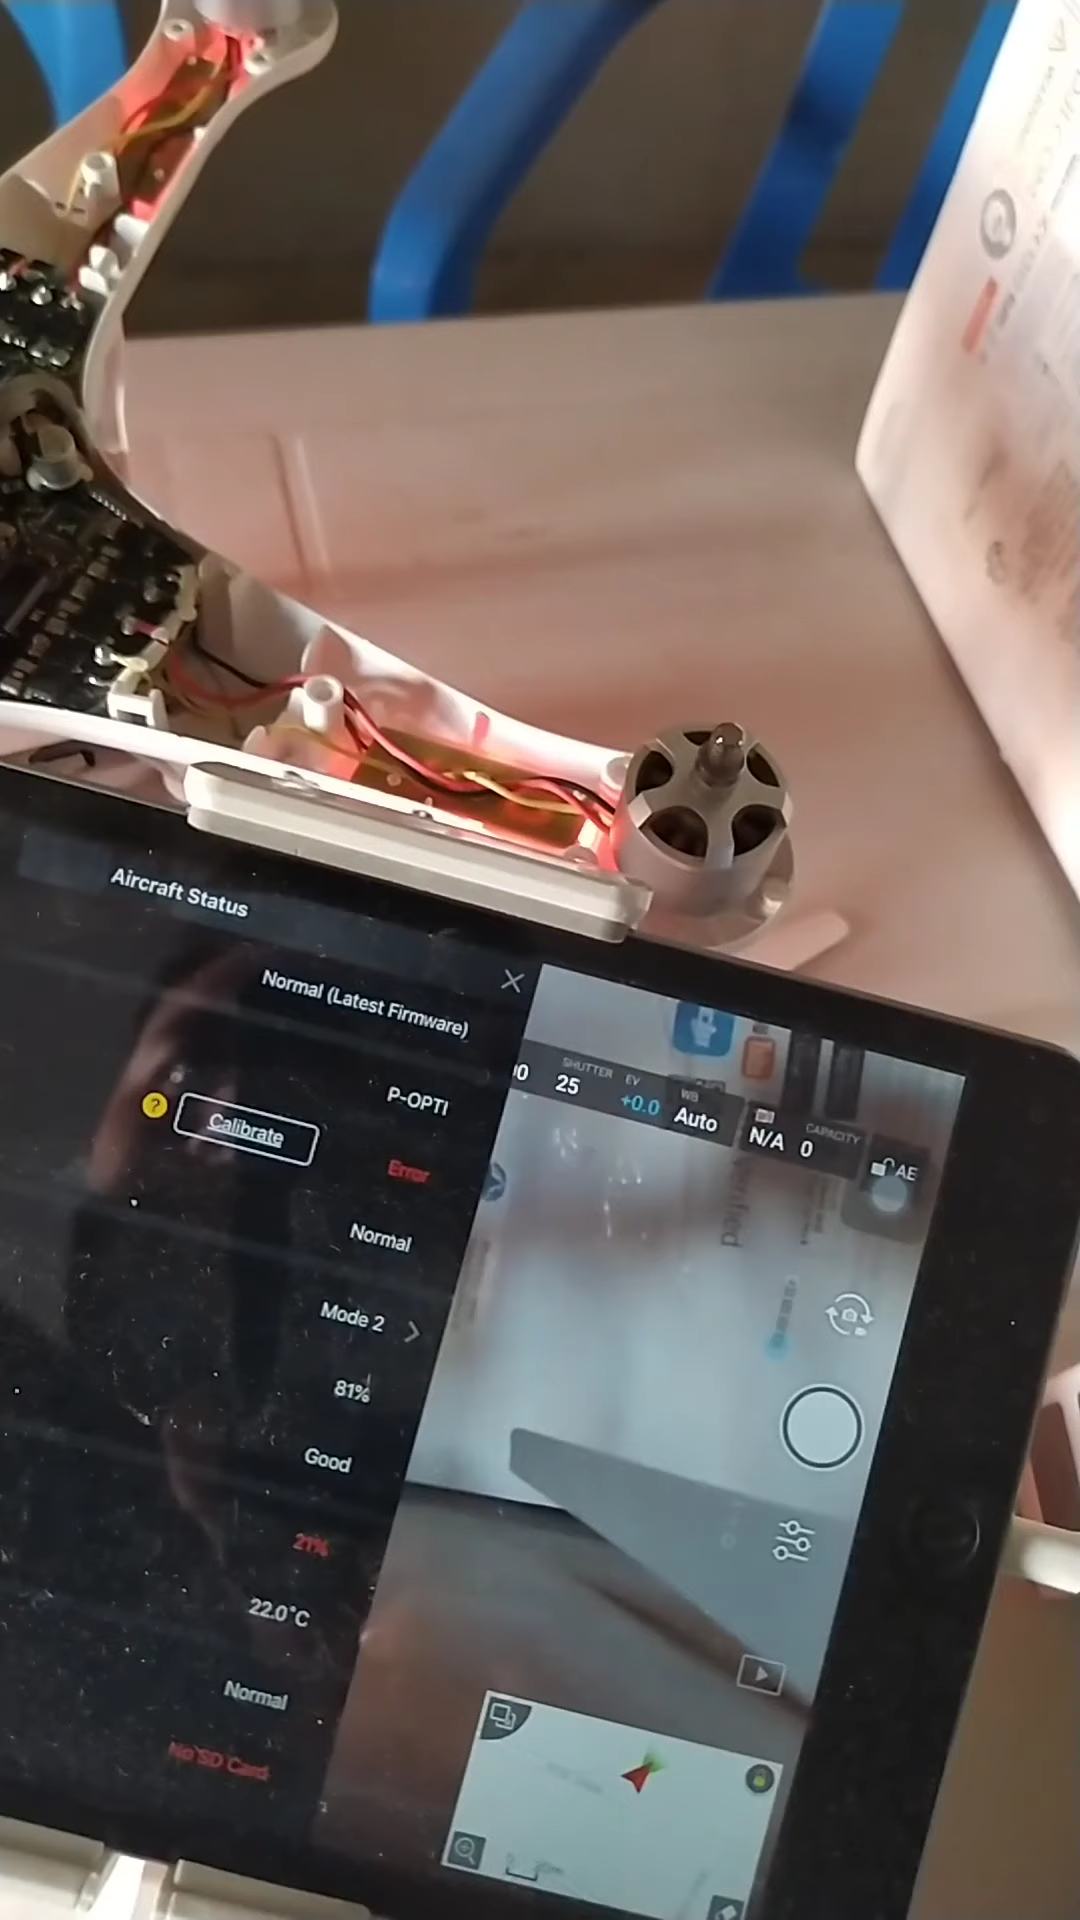 Aircraft Status
Normal (Latest Firmware)
P-OPTI
?
Calibrate
Error
Normal
Mode 2
81%
Good
21%
22.0°C
Normal
No SD Card
SHUTTER
25
EV
+0.0
WB
Auto
N/A
CAPACITY
0
AE